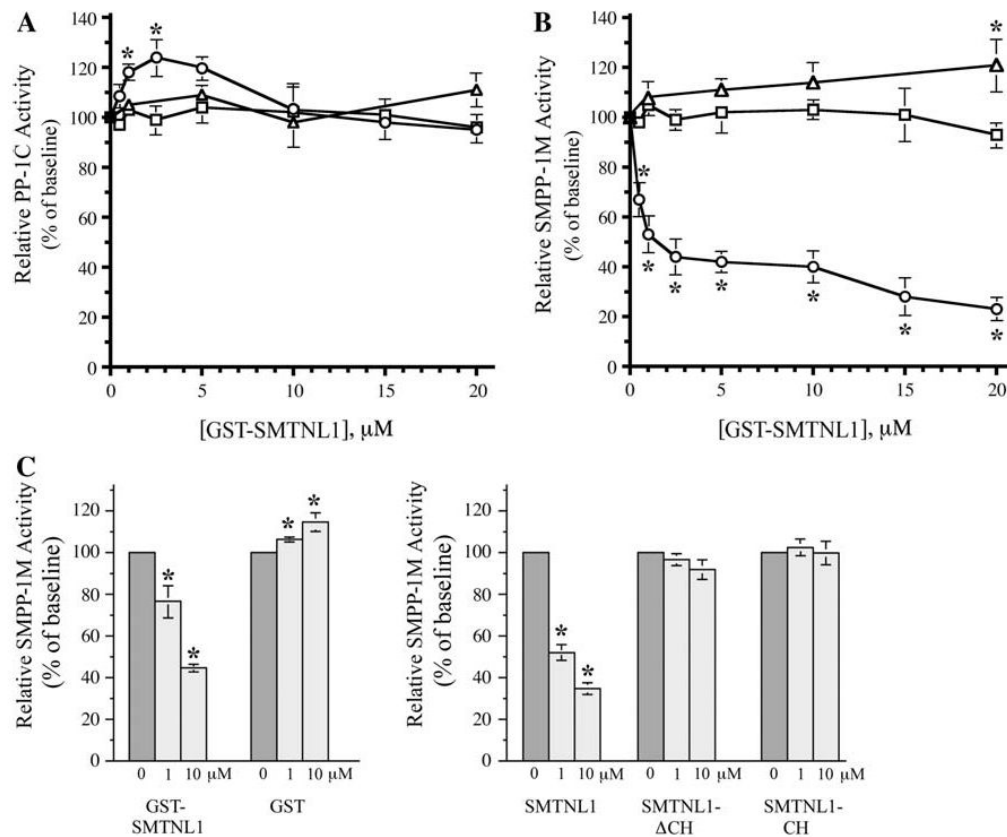 A
Relative PP-1C Activity
(% of baseline)
140
120
100
80
60
40
20
0
*
*
0
5
10
15
20
[GST-SMTNL1], µM
B
Relative SMPP-1M Activity
(% of baseline)
140
120
100
80
60
40
20
0
*
*
*
*
*
*
*
*
0
5
10
15
20
[GST-SMTNL1], µM
C
Relative SMPP-1M Activity
(% of baseline)
120
100
80
60
40
20
0
*
*
*
*
0 1 10 µM
0 1 10 µM
GST-
SMTNL1
GST
Relative SMPP-1M Activity
(% of baseline)
120
100
80
60
40
20
0
*
*
0 1 10 µM
0 1 10 µM
0 1 10 µM
SMTNL1
SMTNL1-
ΔCH
SMTNL1-
CH